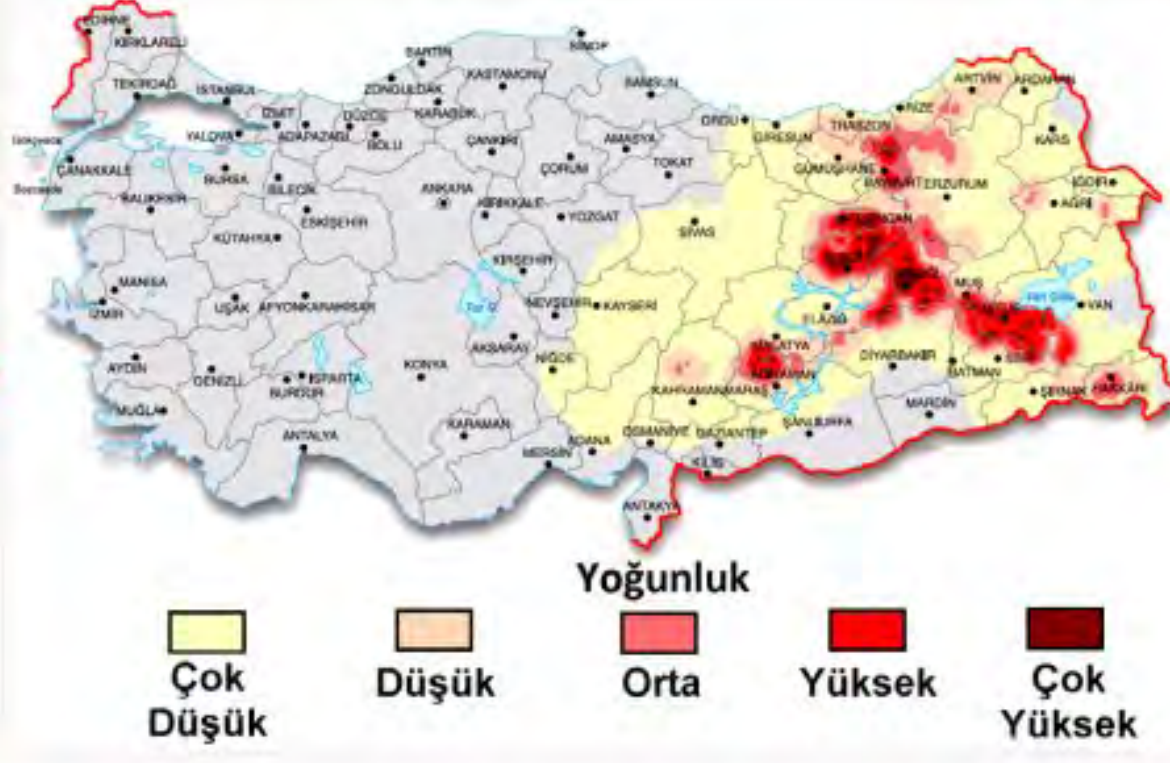 EDİRNE
KIRKLARELİ
TEKİRDAĞ
İSTANBUL
YALOVA
İZMİT
ADAPAZARI
DÜZCE
BOLU
ZONGULDAK
BARTIN
KARABÜK
KASTAMONU
SİNOP
SAMSUN
ÇANKIRI
ÇORUM
AMASYA
TOKAT
ORDU
GİRESUN
TRABZON
RİZE
ARTVİN
ARDAHAN
KARS
GÜMÜŞHANE
BAYBURT
ERZURUM
IĞDIR
AĞRI
ÇANAKKALE
BURSA
BİLECİK
BALIKESİR
ESKİŞEHİR
KÜTAHYA
ANKARA
KIRIKKALE
YOZGAT
SİVAS
KIRŞEHİR
MANİSA
İZMİR
UŞAK
AFYONKARAHİSAR
NEVŞEHİR
KAYSERİ
AKSARAY
NİĞDE
ELAZIĞ
MUŞ
Van Gölü
VAN
AYDIN
DENİZLİ
BURDUR
ISPARTA
KONYA
MALATYA
ADIYAMAN
DİYARBAKIR
BATMAN
ŞIRNAK
HAKKARİ
KAHRAMANMARAŞ
MARDİN
MUĞLA
ANTALYA
KARAMAN
MERSİN
ADANA
OSMANİYE
GAZİANTEP
ŞANLIURFA
KİLİS
ANTAKYA
Yoğunluk
Çok
Düşük
Düşük
Orta
Yüksek
Çok
Yüksek